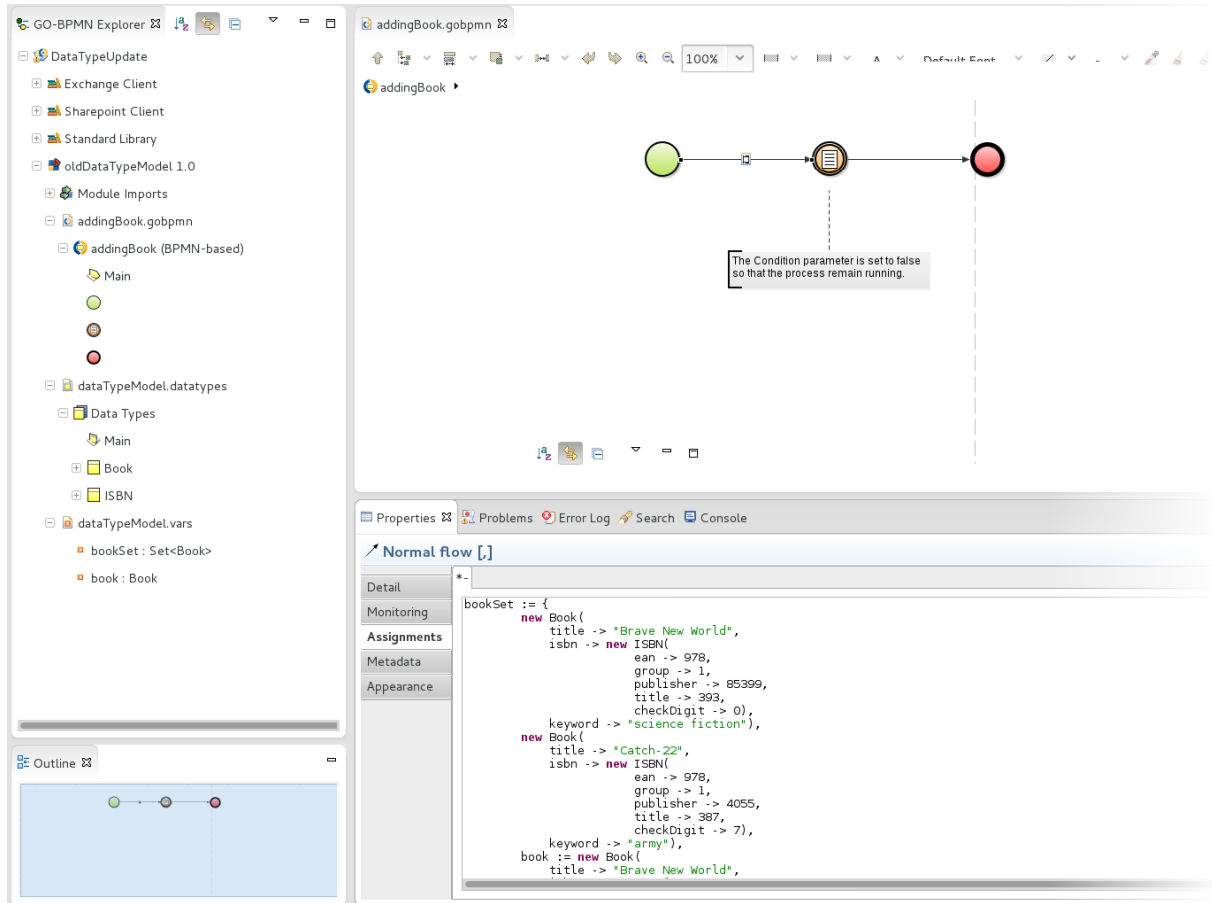 GO-BPMN Explorer
DataTypeUpdate
Exchange Client
Sharepoint Client
Standard Library
oldDataTypeModel 1.0
Module Imports
addingBook.gobpmn
addingBook (BPMN-based)
Main
dataTypeModel.datatypes
Data Types
Main
Book
ISBN
dataTypeModel.vars
bookSet : Set<Book>
book : Book
Outline
addingBook.gobpmn
100%
Default Font
addingBook
The Condition parameter is set to false
so that the process remain running.
Properties Problems Error Log Search Console
Normal flow [,]
Detail
Monitoring
Assignments
Metadata
Appearance
*-
bookSet := {
new Book(
title -> "Brave New World",
isbn -> new ISBN(
ean -> 978,
group -> 1,
publisher -> 85399,
title -> 393,
checkDigit -> 0),
keyword -> "science fiction"),
new Book(
title -> "Catch-22",
isbn -> new ISBN(
ean -> 978,
group -> 1,
publisher -> 4055,
title -> 387,
checkDigit -> 7),
keyword -> "army"),
book := new Book(
title -> "Brave New World",